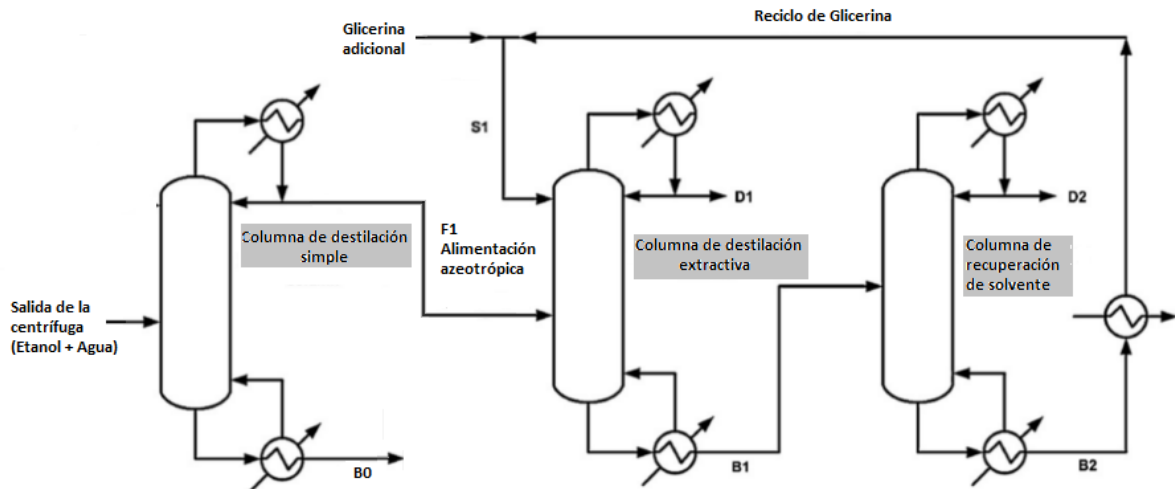 Reciclo de Glicerina
Glicerina
adicional
S1
D1
D2
F1
Alimentación
azeotrópica
Columna de destilación
simple
Columna de destilación
extractiva
Columna de
recuperación
de solvente
Salida de la
centrífuga
(Etanol + Agua)
B0
B1
B2